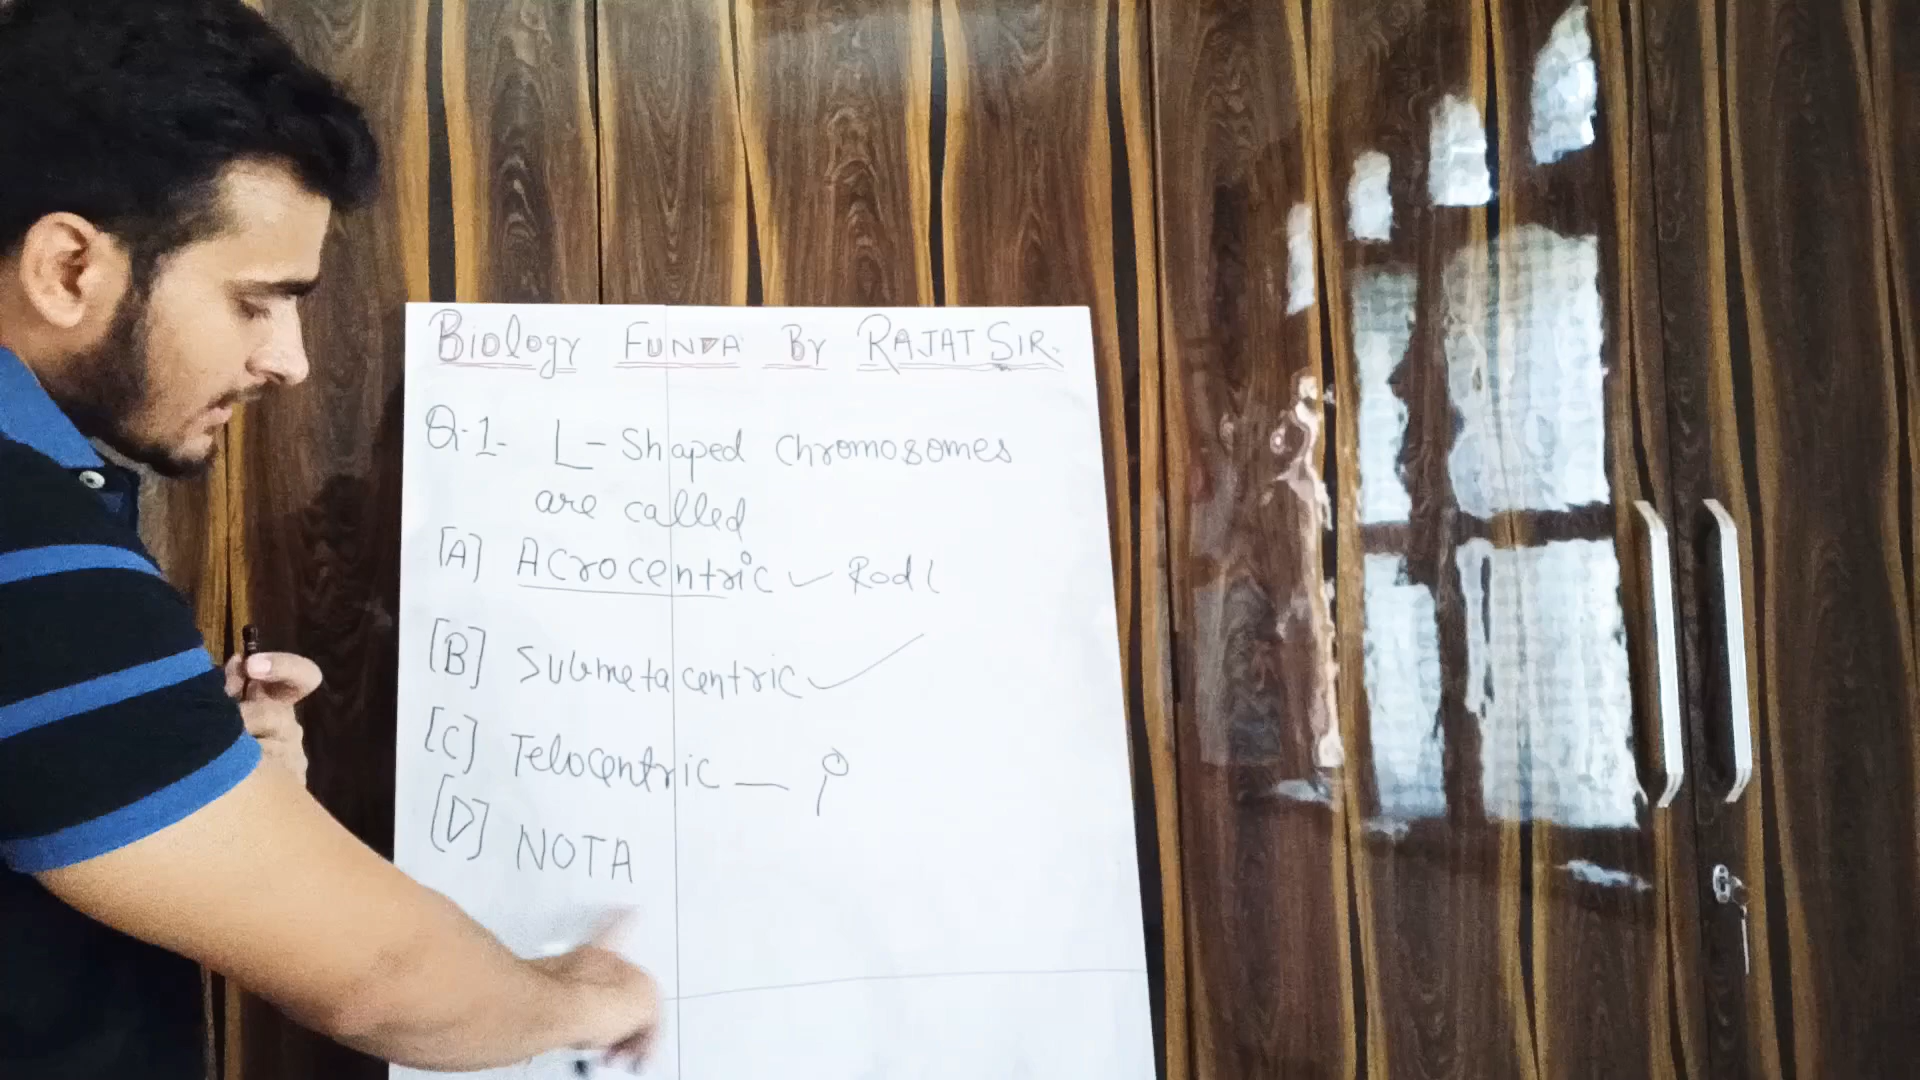 Biology FUNDA By RAJAT SIR.
Q.1- L-Shaped Chromosomes
are called
[A] Acrocentric ✓ Rod
[B] Submetacentric ✓
[C] Telocentric —
[D] NOTA